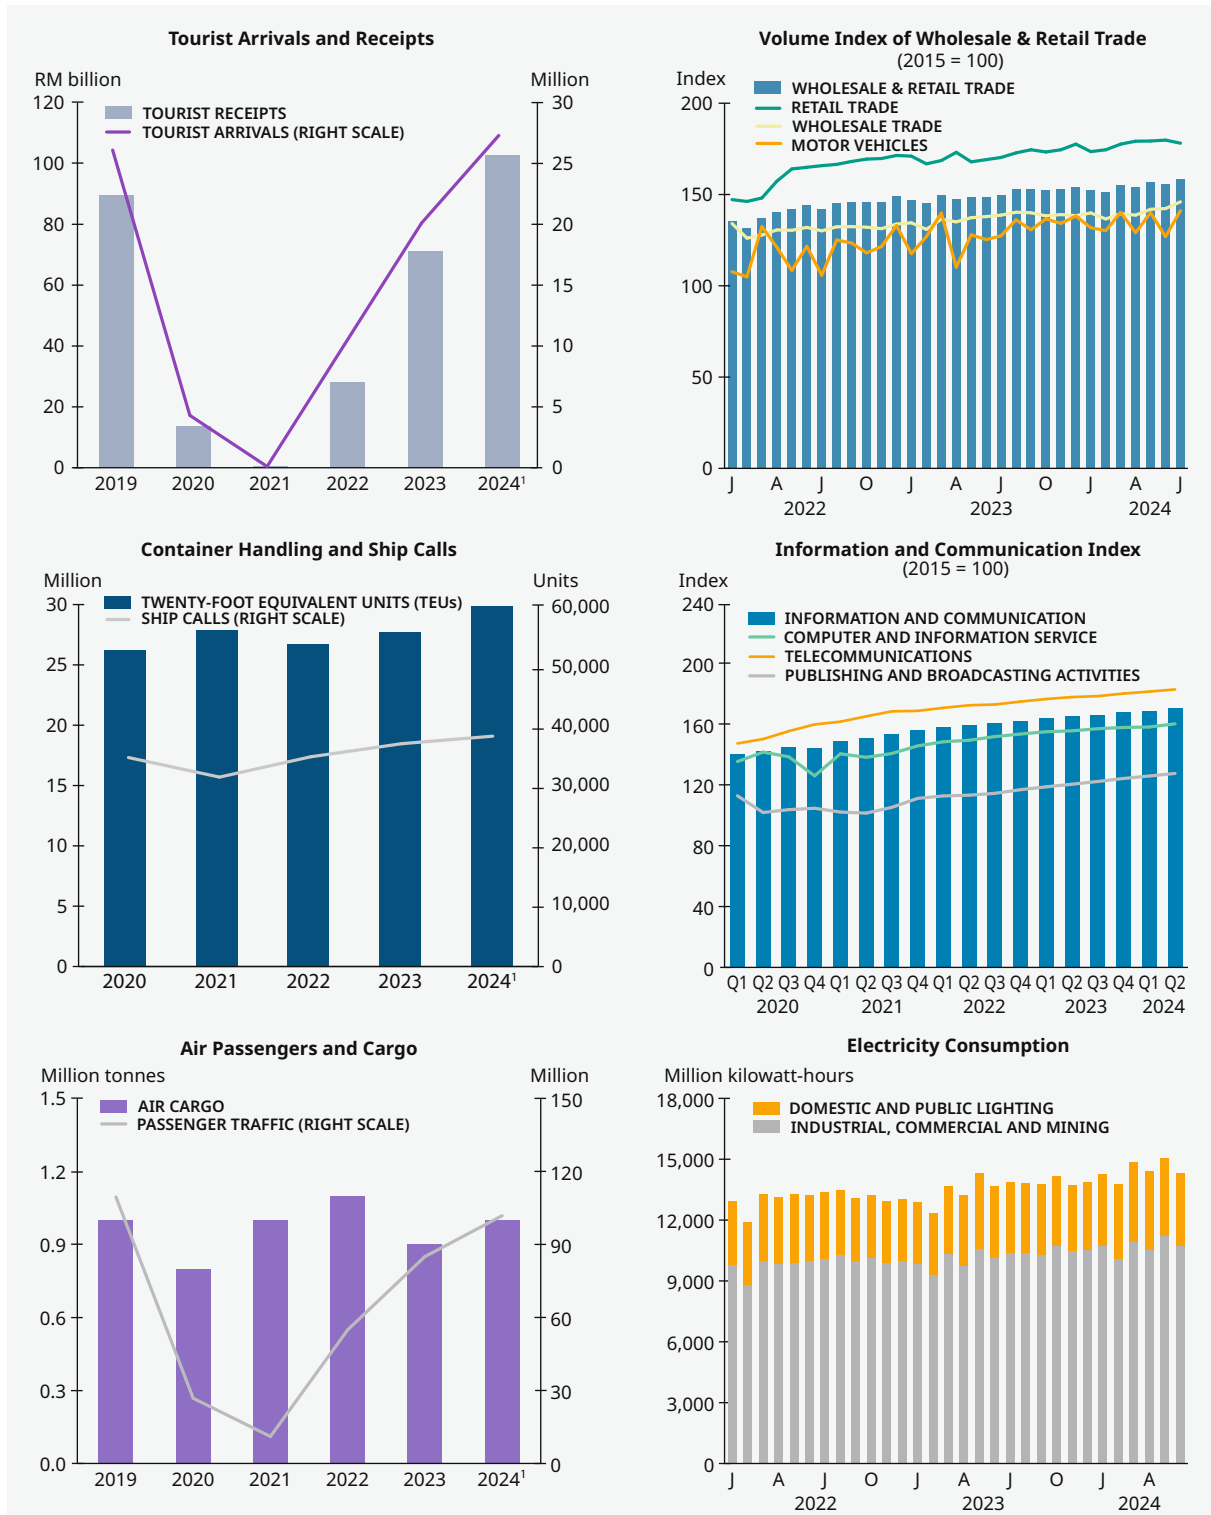 Tourist Arrivals and Receipts
RM billion
Million
TOURIST RECEIPTS
TOURIST ARRIVALS (RIGHT SCALE)
120
100
80
60
40
20
0
30
25
20
15
10
5
0
2019 2020 2021 2022 2023 2024¹
Volume Index of Wholesale & Retail Trade
(2015 = 100)
Index
WHOLESALE & RETAIL TRADE
RETAIL TRADE
WHOLESALE TRADE
MOTOR VEHICLES
200
150
100
50
0
J A J O J A J O J A J
2022 2023 2024
Container Handling and Ship Calls
Million
Units
TWENTY-FOOT EQUIVALENT UNITS (TEUs)
SHIP CALLS (RIGHT SCALE)
30
25
20
15
10
5
0
60,000
50,000
40,000
30,000
20,000
10,000
0
2020 2021 2022 2023 2024¹
Information and Communication Index
(2015 = 100)
Index
INFORMATION AND COMMUNICATION
COMPUTER AND INFORMATION SERVICE
TELECOMMUNICATIONS
PUBLISHING AND BROADCASTING ACTIVITIES
240
200
160
120
80
40
0
Q1 Q2 Q3 Q4 Q1 Q2 Q3 Q4 Q1 Q2 Q3 Q4 Q1 Q2 Q3 Q4 Q1 Q2
2020 2021 2022 2023 2024
Air Passengers and Cargo
Million tonnes
Million
AIR CARGO
PASSENGER TRAFFIC (RIGHT SCALE)
1.5
1.2
0.9
0.6
0.3
0.0
150
120
90
60
30
0
2019 2020 2021 2022 2023 2024¹
Electricity Consumption
Million kilowatt-hours
DOMESTIC AND PUBLIC LIGHTING
INDUSTRIAL, COMMERCIAL AND MINING
18,000
15,000
12,000
9,000
6,000
3,000
0
J A J O J A J O J A
2022 2023 2024